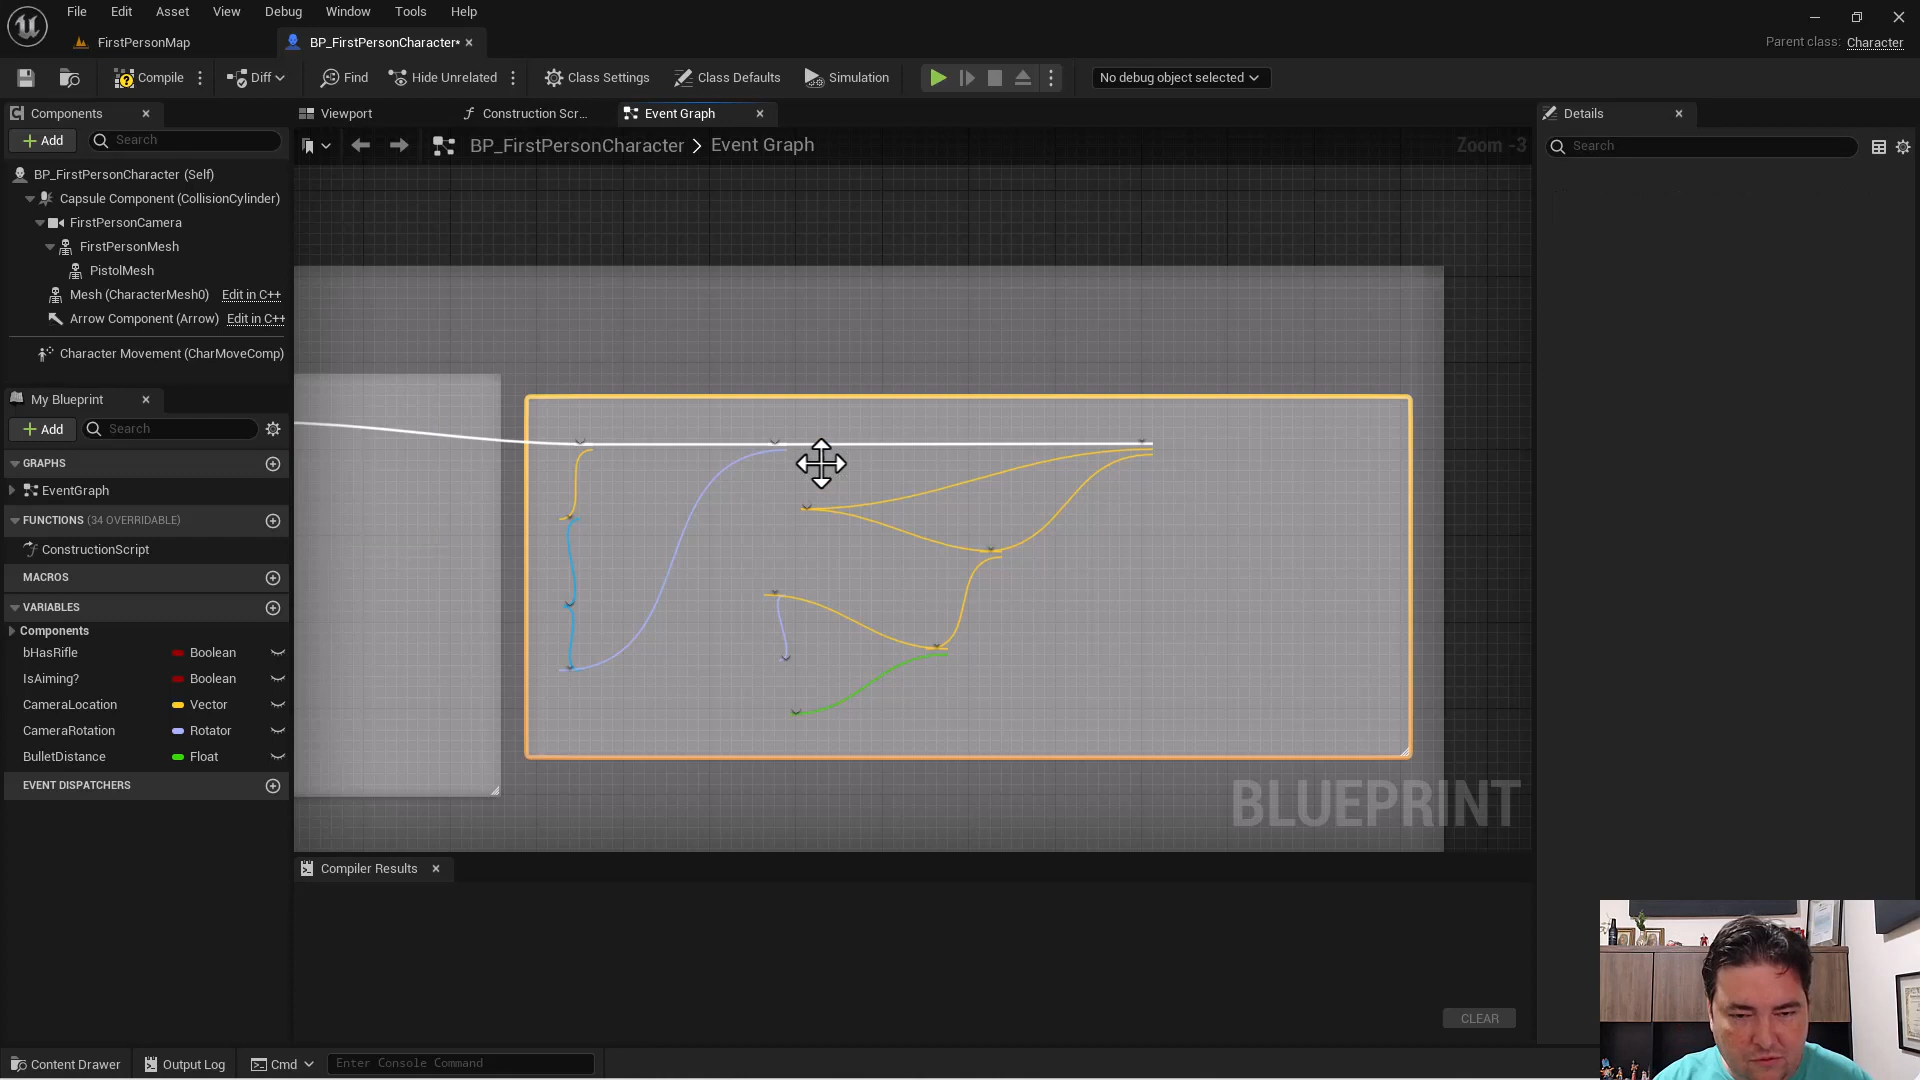 File Edit Asset View Debug Window Tools Help
FirstPersonMap
BP_FirstPersonCharacter*
Parent class: Character
Compile
Diff
Find
Hide Unrelated
Class Settings
Class Defaults
Simulation
No debug object selected
Components
Viewport
Construction Scr...
Event Graph
Details
Add
Search
BP_FirstPersonCharacter > Event Graph
Zoom -3
Search
BP_FirstPersonCharacter (Self)
Capsule Component (CollisionCylinder)
FirstPersonCamera
FirstPersonMesh
PistolMesh
Mesh (CharacterMesh0) Edit in C++
Arrow Component (Arrow) Edit in C++
Character Movement (CharMoveComp)
My Blueprint
Add
Search
GRAPHS
EventGraph
FUNCTIONS (34 OVERRIDABLE)
ConstructionScript
MACROS
VARIABLES
Components
bHasRifle Boolean
IsAiming? Boolean
CameraLocation Vector
CameraRotation Rotator
BulletDistance Float
EVENT DISPATCHERS
BLUEPRINT
Compiler Results
CLEAR
Content Drawer
Output Log
Cmd
Enter Console Command